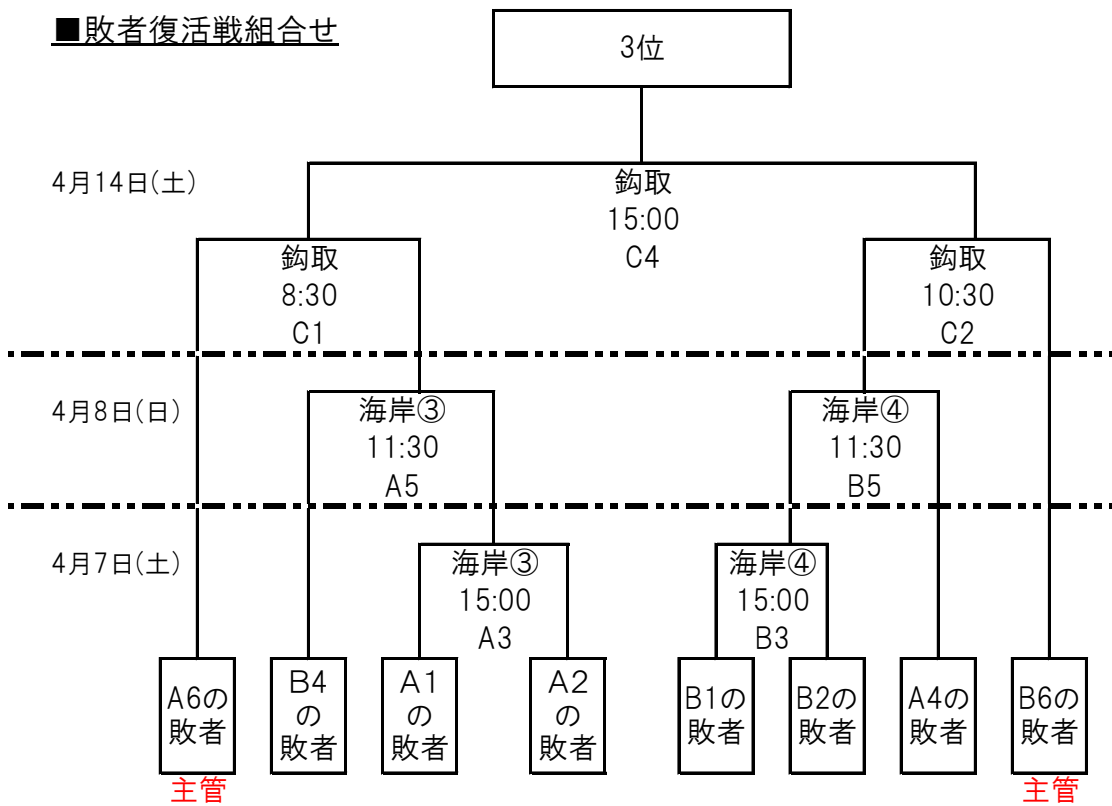 ■敗者復活戦組合せ
3位
4月14日(土)
鈎取
15:00
C4
鈎取
8:30
C1
鈎取
10:30
C2
4月8日(日)
海岸③
11:30
A5
海岸④
11:30
B5
4月7日(土)
海岸③
15:00
A3
海岸④
15:00
B3
A6の
敗者
B4
の
敗者
A1
の
敗者
A2
の
敗者
B1の
敗者
B2の
敗者
A4の
敗者
B6の
敗者
主管
主管